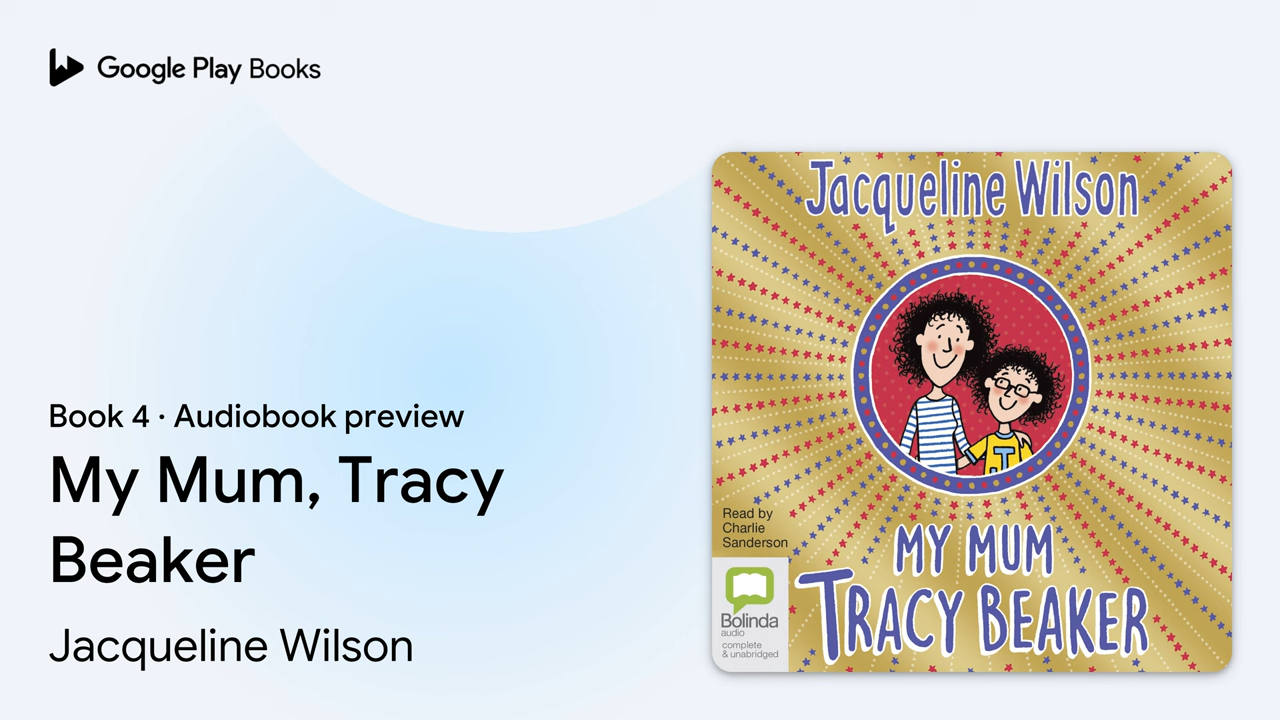 Google Play Books
Book 4 · Audiobook preview
My Mum, Tracy
Beaker
Jacqueline Wilson
Jacqueline Wilson
T
Read by
Charlie
Sanderson
Bolinda
audio
complete
& unabridged
MY MUM
TRACY BEAKER